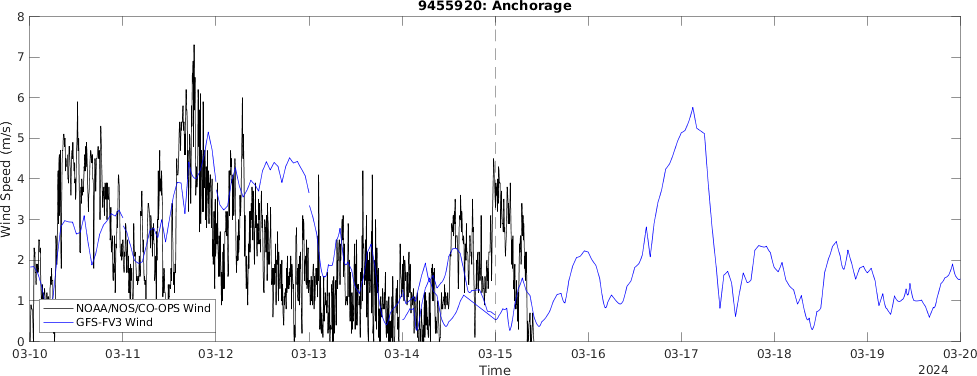 9455920: Anchorage
Wind Speed (m/s)
8
7
6
5
4
3
2
1
0
NOAA/NOS/CO-OPS Wind
GFS-FV3 Wind
03-10 03-11 03-12 03-13 03-14 03-15 03-16 03-17 03-18 03-19 03-20
Time
2024